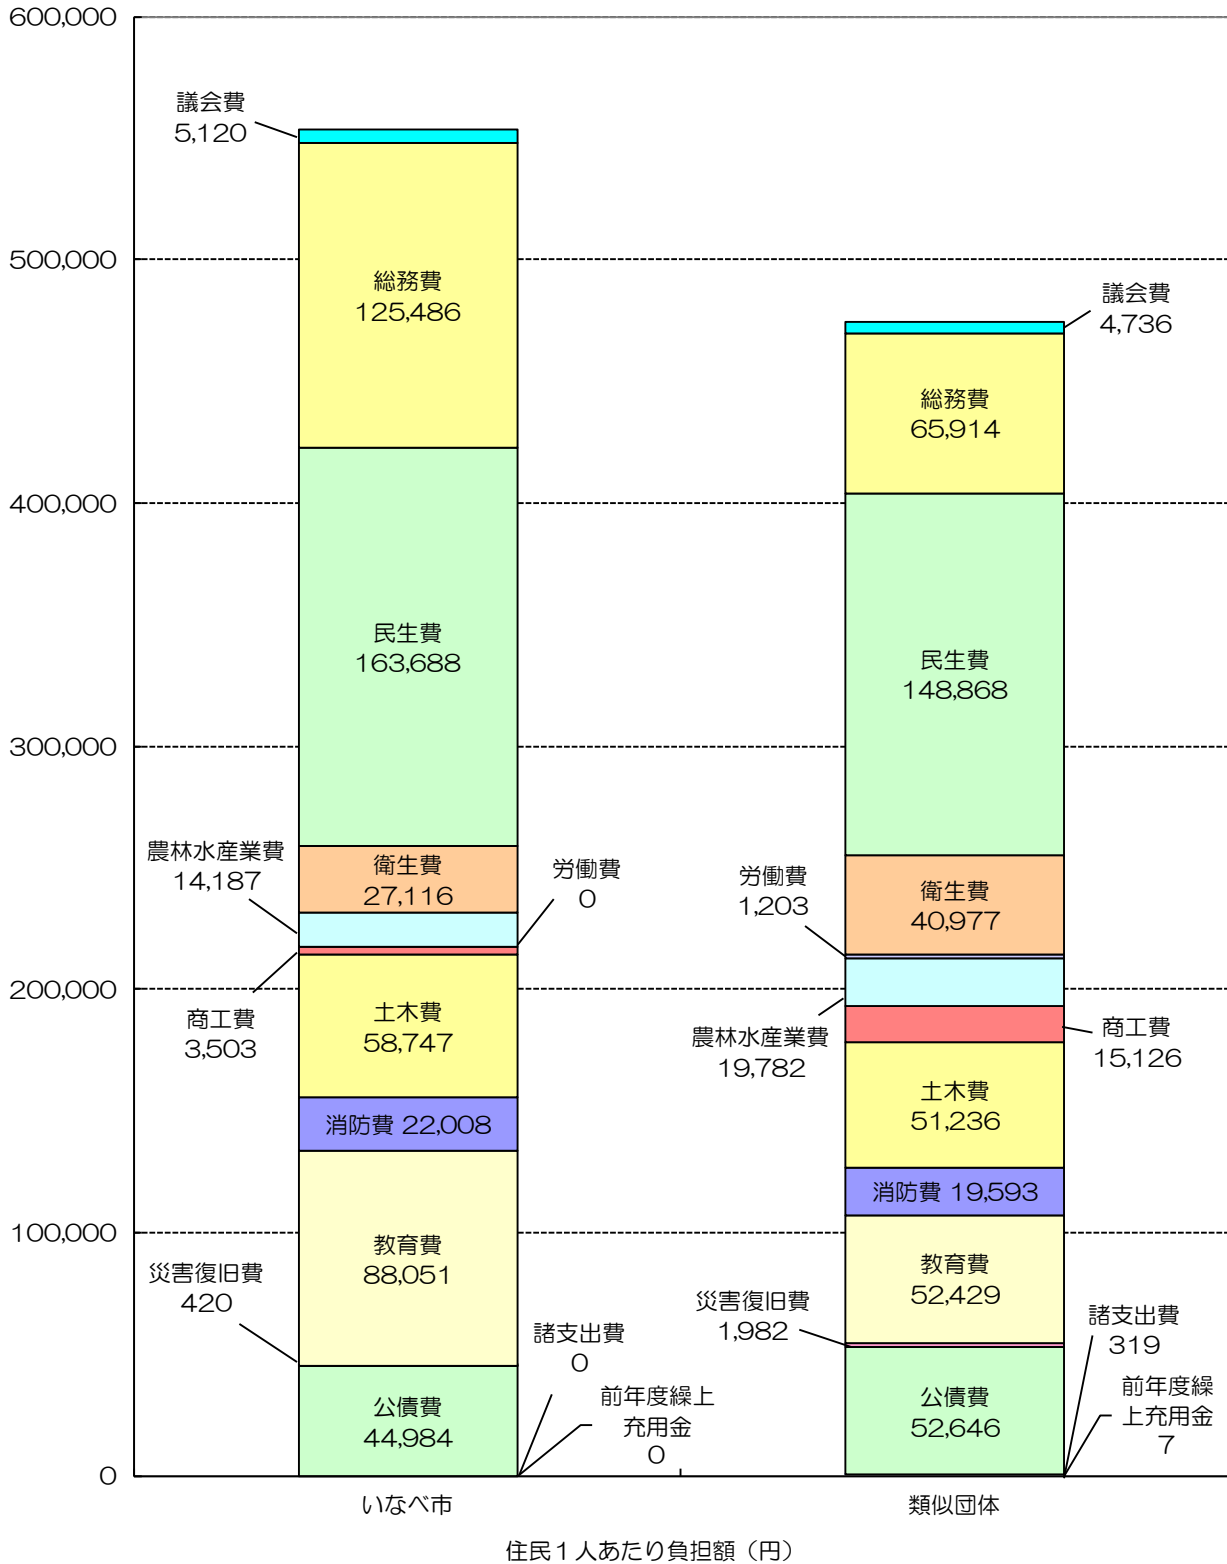 600,000
500,000
400,000
300,000
200,000
100,000
0
議会費
5,120
総務費
125,486
民生費
163,688
衛生費
27,116
労働費
0
農林水産業費
14,187
商工費
3,503
土木費
58,747
消防費 22,008
教育費
88,051
災害復旧費
420
公債費
44,984
諸支出費
0
前年度繰上
充用金
0
議会費
4,736
総務費
65,914
民生費
148,868
衛生費
40,977
労働費
1,203
農林水産業費
19,782
商工費
15,126
土木費
51,236
消防費 19,593
教育費
52,429
災害復旧費
1,982
公債費
52,646
諸支出費
319
前年度繰
上充用金
7
いなべ市
類似団体
住民１人あたり負担額（円）